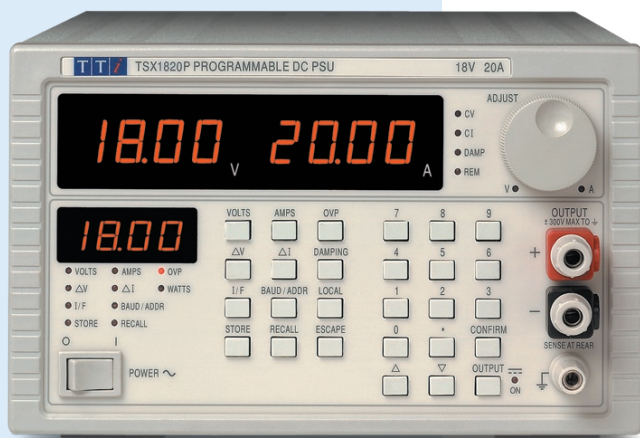 TTi TSX1820P PROGRAMMABLE DC PSU 18V 20A
18.00 V 20.00 A
CV
CI
DAMP
REM
ADJUST
V A
18.00
VOLTS AMPS OVP
ΔV ΔI WATTS
I/F BAUD/ADDR
STORE RECALL
O I
POWER
VOLTS AMPS OVP
ΔV ΔI DAMPING
I/F BAUD/ADDR LOCAL
STORE RECALL ESCAPE
7 8 9
4 5 6
1 2 3
0 • CONFIRM
△ ▽ OUTPUT
ON
OUTPUT
±300V MAX TO ⏚
+
−
SENSE AT REAR